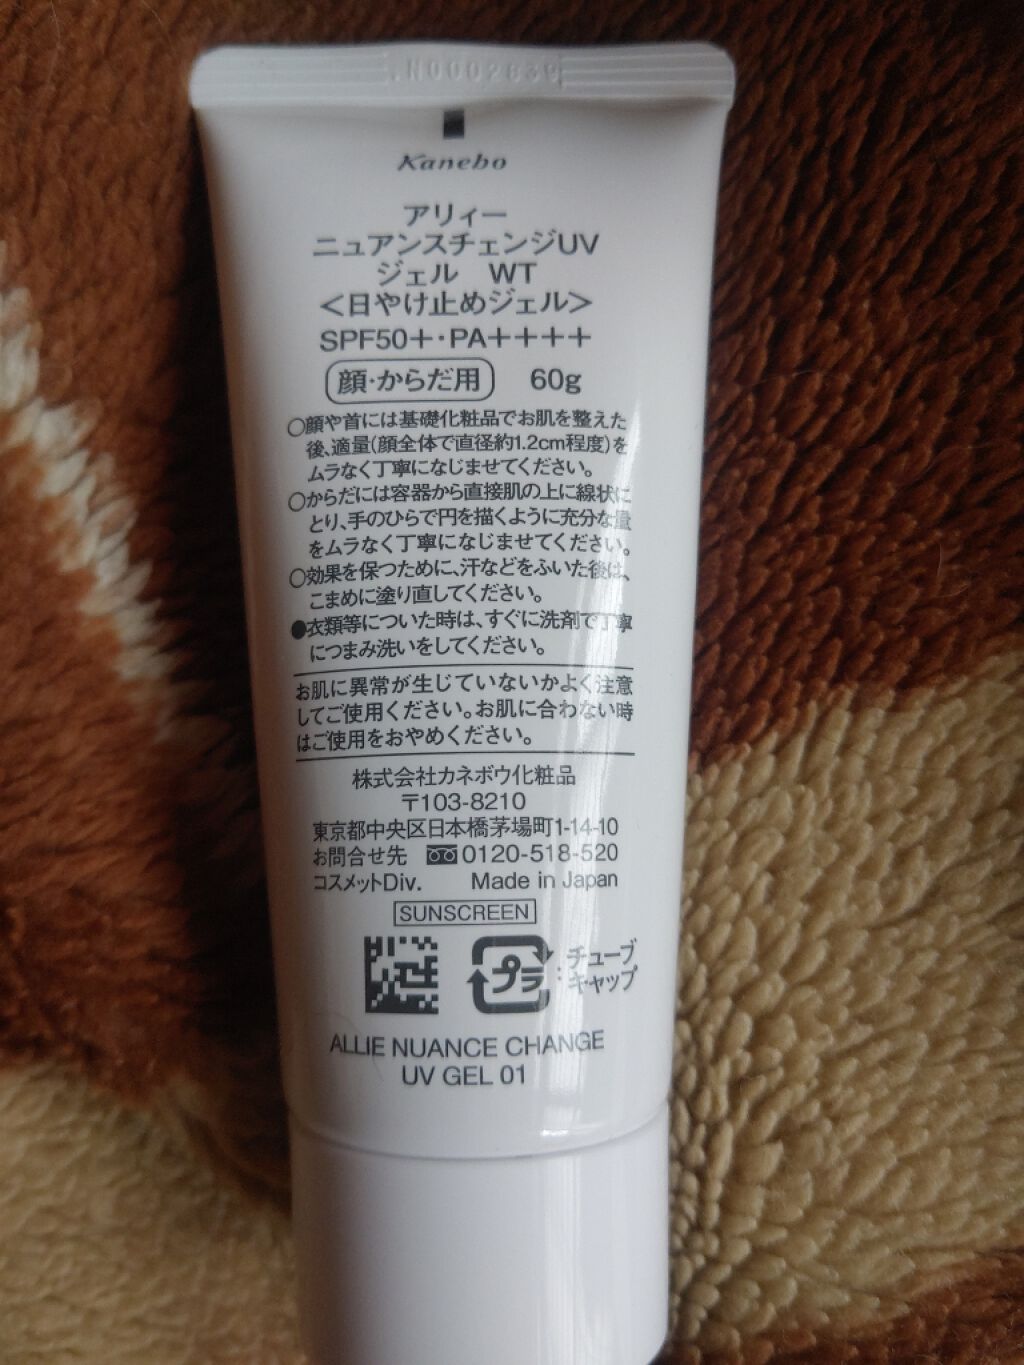 Kanebo
アリィー
ニュアンスチェンジUV
ジェル WT
<日やけ止めジェル>
SPF50+・PA++++
顔・からだ用 60g
○顔や首には基礎化粧品でお肌を整えた
後、適量(顔全体で直径約1.2cm程度)を
ムラなく丁寧になじませてください。
○からだには容器から直接肌の上に線状に
とり、手のひらで円を描くように充分な量
をムラなく丁寧になじませてください。
○効果を保つために、汗などをふいた後は、
こまめに塗り直してください。
●衣類等についた時は、すぐに洗剤で丁寧
につまみ洗いをしてください。
お肌に異常が生じていないかよく注意
してご使用ください。お肌に合わない時
はご使用をおやめください。
株式会社カネボウ化粧品
〒103-8210
東京都中央区日本橋茅場町1-14-10
お問合せ先 0120-518-520
コスメットDiv. Made in Japan
SUNSCREEN
プラ :チューブ
キャップ
ALLIE NUANCE CHANGE
UV GEL 01